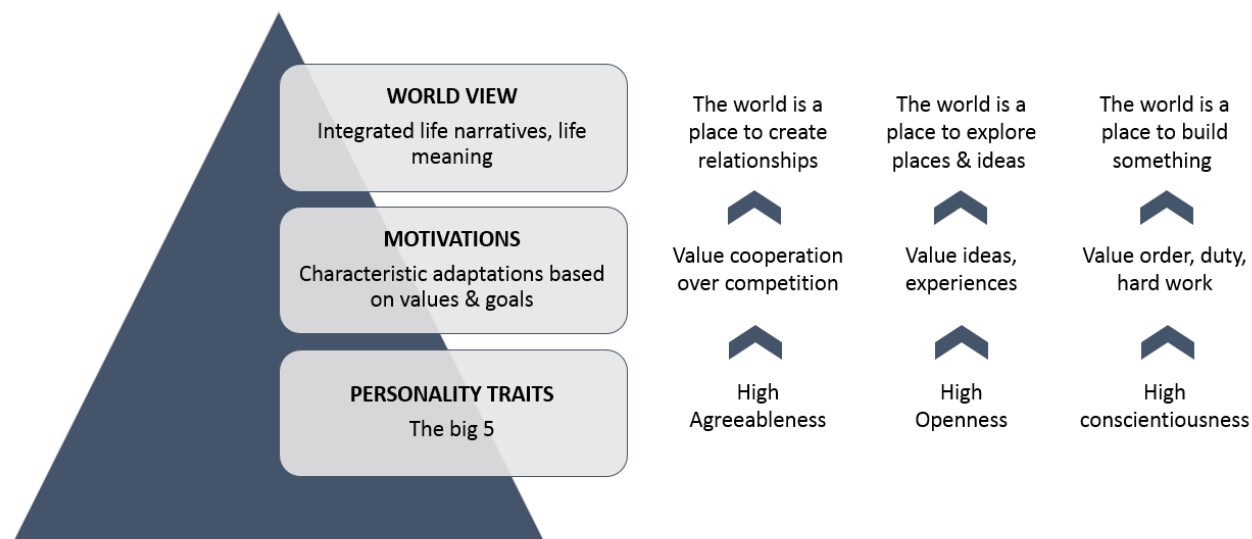 WORLD VIEW
Integrated life narratives, life
meaning
MOTIVATIONS
Characteristic adaptations based
on values & goals
PERSONALITY TRAITS
The big 5
The world is a
place to create
relationships
Value cooperation
over competition
High
Agreeableness
The world is a
place to explore
places & ideas
Value ideas,
experiences
High
Openness
The world is a
place to build
something
Value order, duty,
hard work
High
conscientiousness